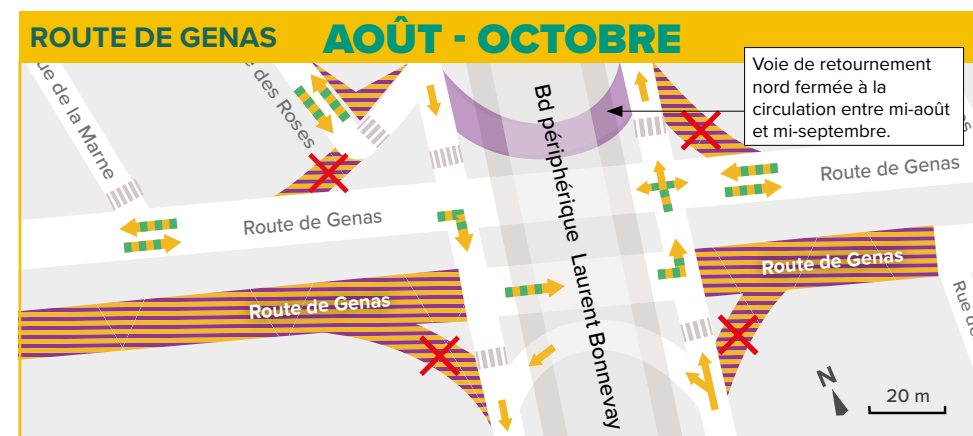 ROUTE DE GENAS
AOÛT - OCTOBRE
Voie de retournement
nord fermée à la
circulation entre mi-août
et mi-septembre.
de la Marne
des Roses
Bd périphérique Laurent Bonnevay
Route de Genas
Route de Genas
Route de Genas
Route de Genas
Rue
N
20 m